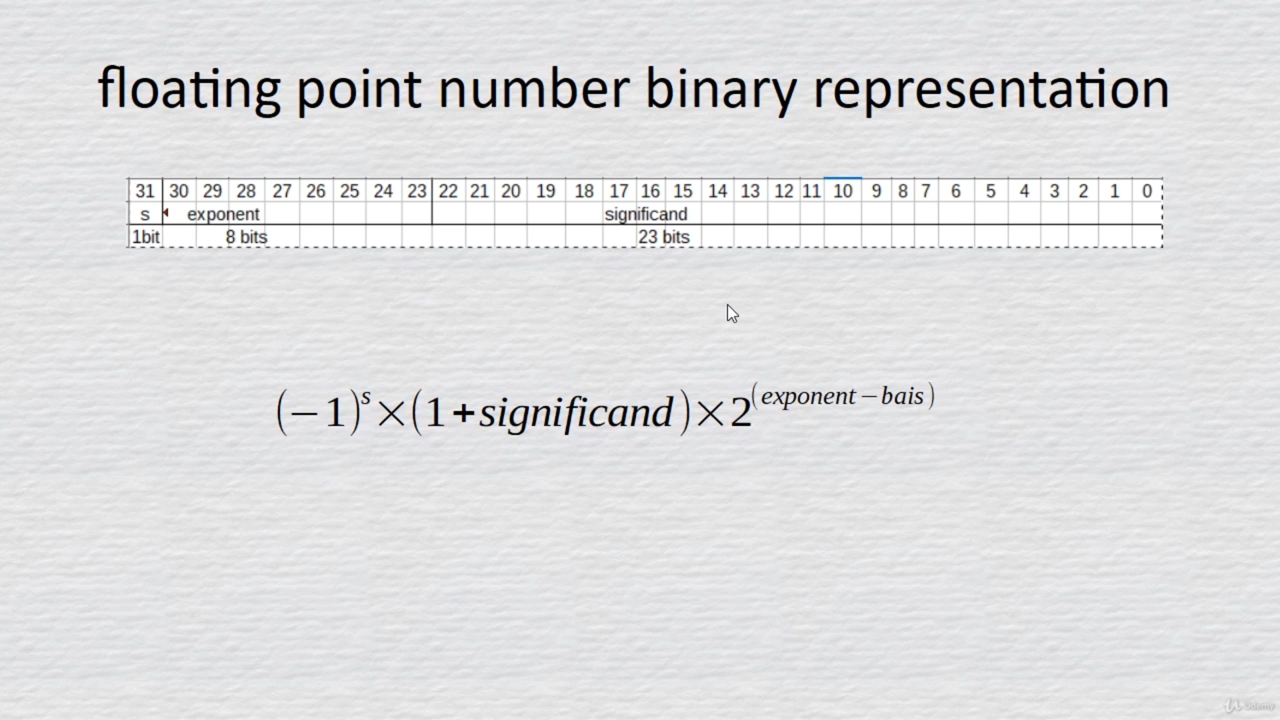 floating point number binary representation
31 30 29 28 27 26 25 24 23 22 21 20 19 18 17 16 15 14 13 12 11 10 9 8 7 6 5 4 3 2 1 0
s exponent significand
1bit 8 bits 23 bits
(−1)^s×(1+significand)×2^(exponent−bais)
Udemy